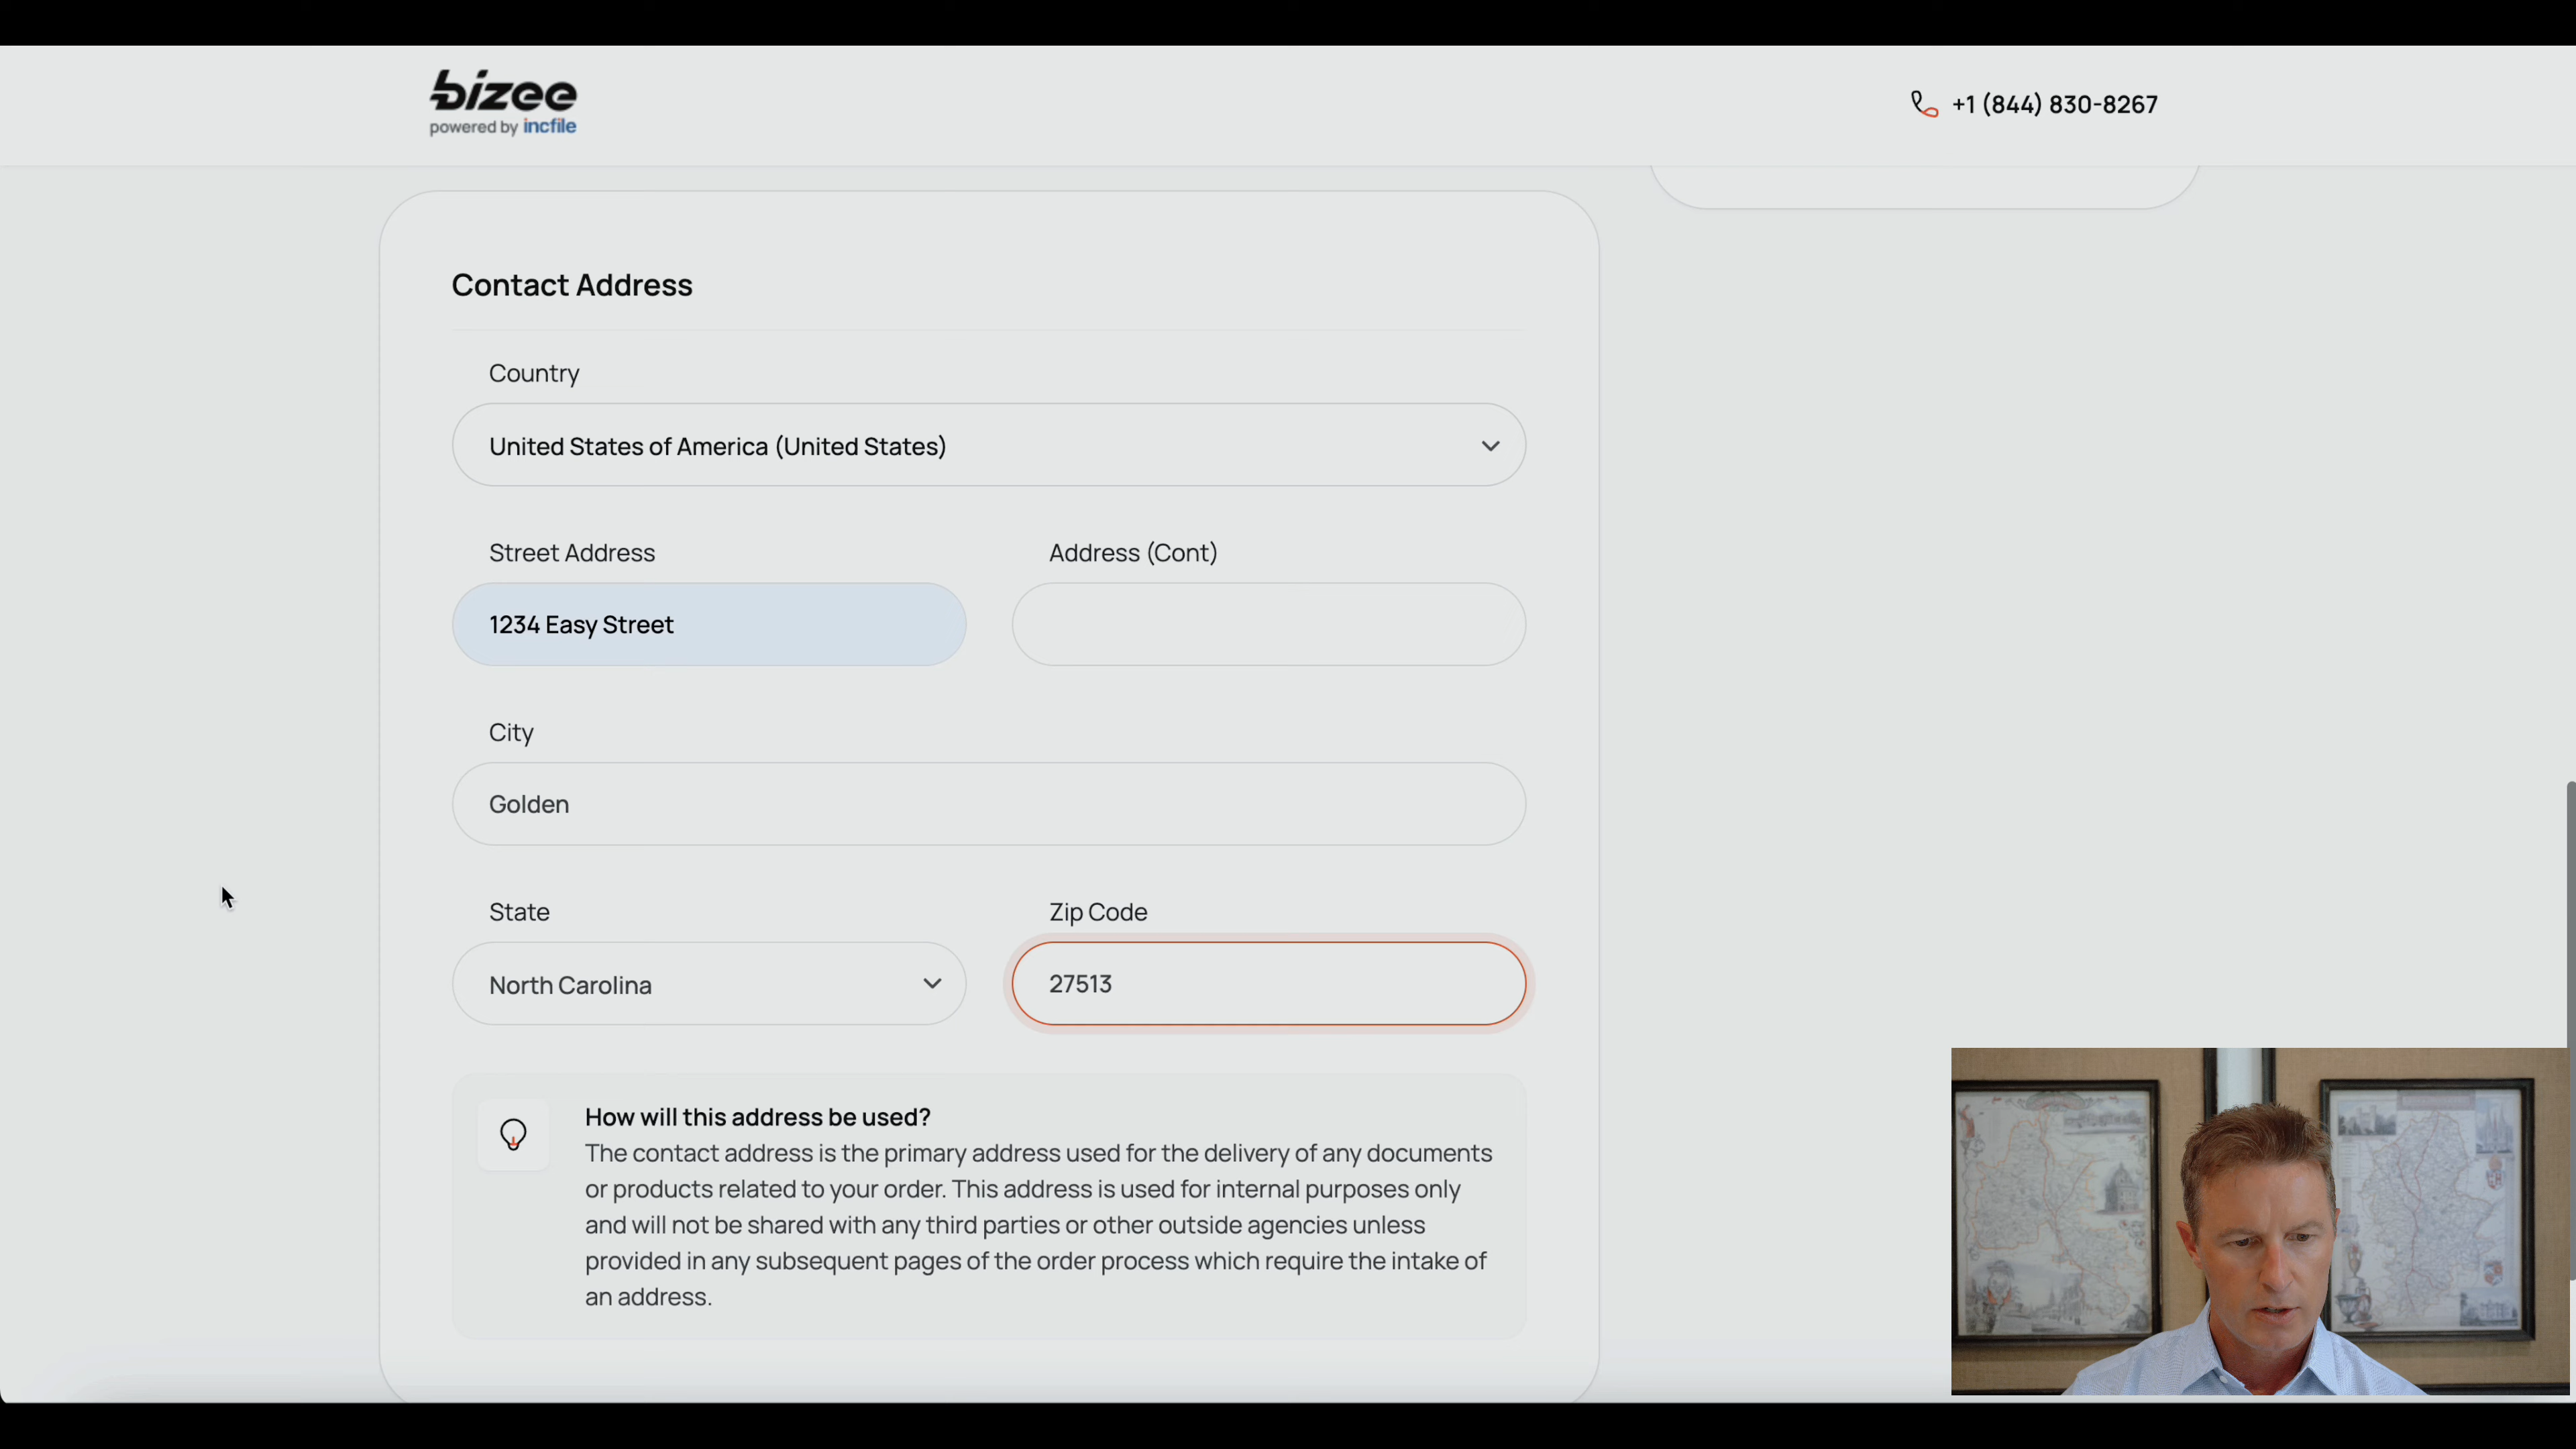 bizee
powered by incfile
+1 (844) 830-8267
Contact Address
Country
United States of America (United States)
Street Address
Address (Cont)
1234 Easy Street
City
Golden
State
Zip Code
North Carolina
27513
How will this address be used?
The contact address is the primary address used for the delivery of any documents
or products related to your order. This address is used for internal purposes only
and will not be shared with any third parties or other outside agencies unless
provided in any subsequent pages of the order process which require the intake of
an address.